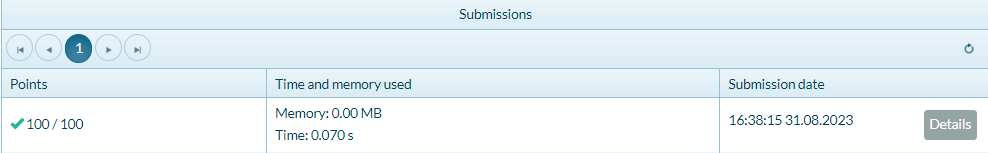 Submissions
1
Points
Time and memory used
Submission date
100 / 100
Memory: 0.00 MB
Time: 0.070 s
16:38:15 31.08.2023
Details